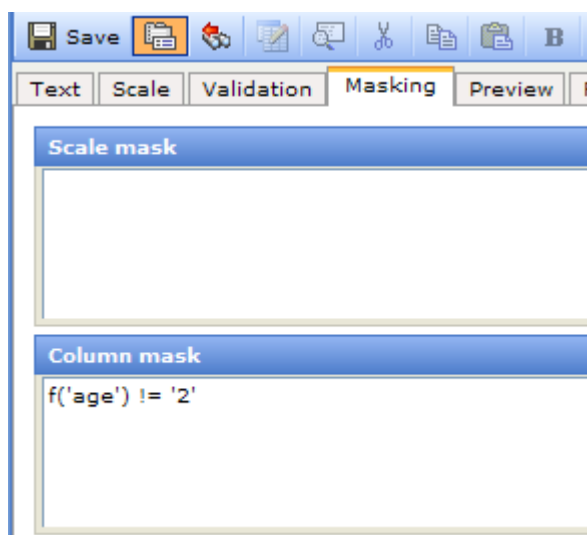 Save B
Text Scale Validation Masking Preview
Scale mask
Column mask
f('age') != '2'